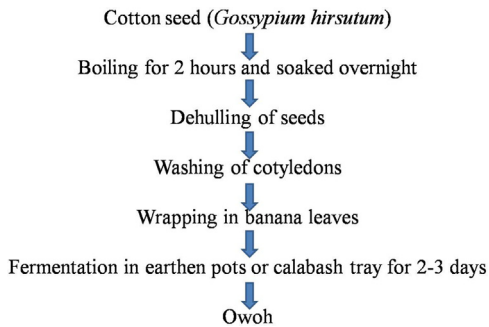 Cotton seed (Gossypium hirsutum)
Boiling for 2 hours and soaked overnight
Dehulling of seeds
Washing of cotyledons
Wrapping in banana leaves
Fermentation in earthen pots or calabash tray for 2-3 days
Owoh